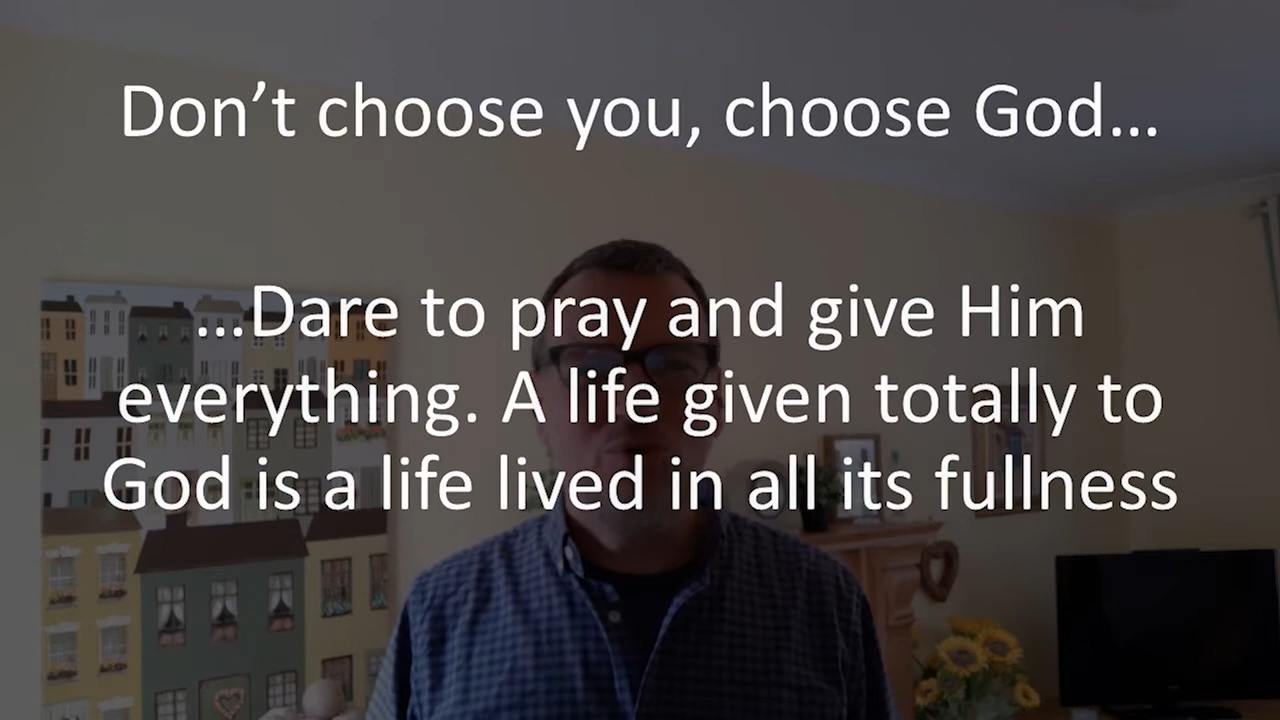 Don’t choose you, choose God…
…Dare to pray and give Him
everything. A life given totally to
God is a life lived in all its fullness